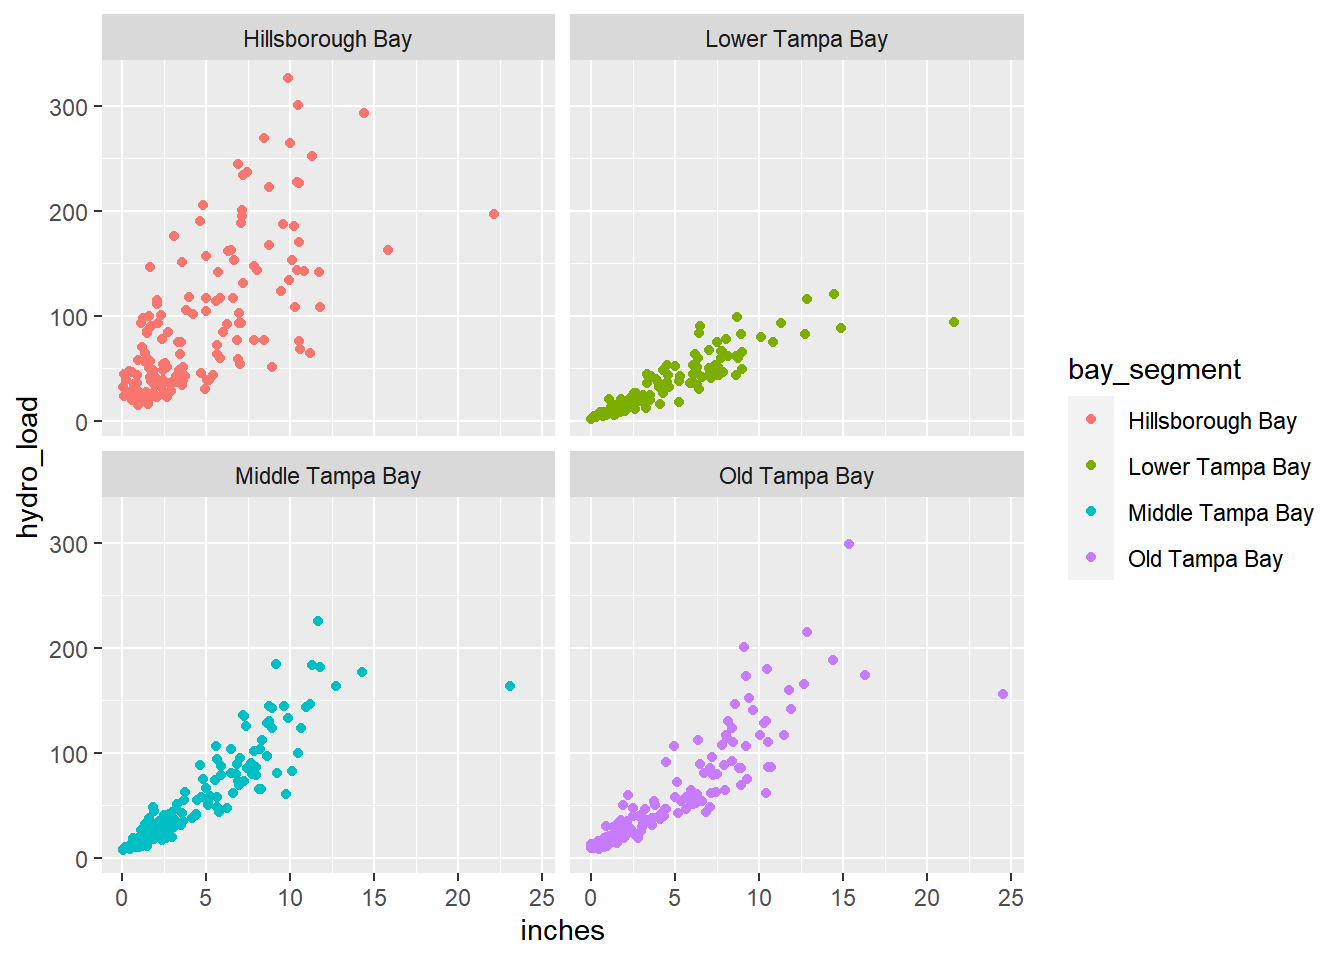 Hillsborough Bay
Lower Tampa Bay
300
200
100
0
Middle Tampa Bay
Old Tampa Bay
300
200
100
0
0 5 10 15 20 25
0 5 10 15 20 25
inches
hydro_load
bay_segment
Hillsborough Bay
Lower Tampa Bay
Middle Tampa Bay
Old Tampa Bay